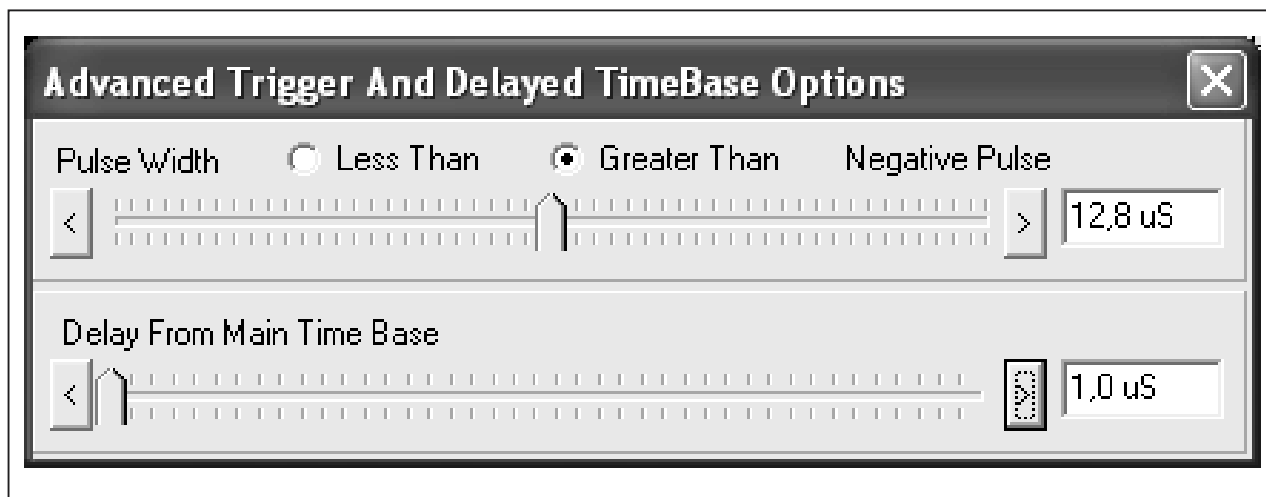 Advanced Trigger And Delayed TimeBase Options
Pulse Width Less Than Greater Than Negative Pulse
< > 12,8 uS
Delay From Main Time Base
< > 1,0 uS